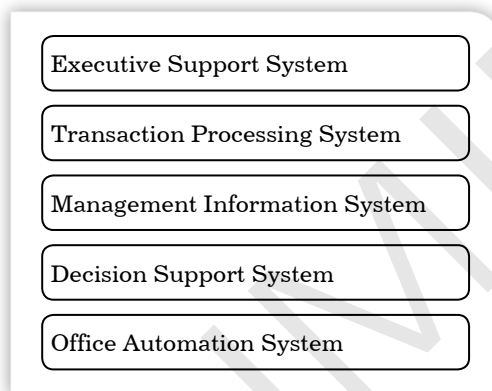 Executive Support System
Transaction Processing System
Management Information System
Decision Support System
Office Automation System